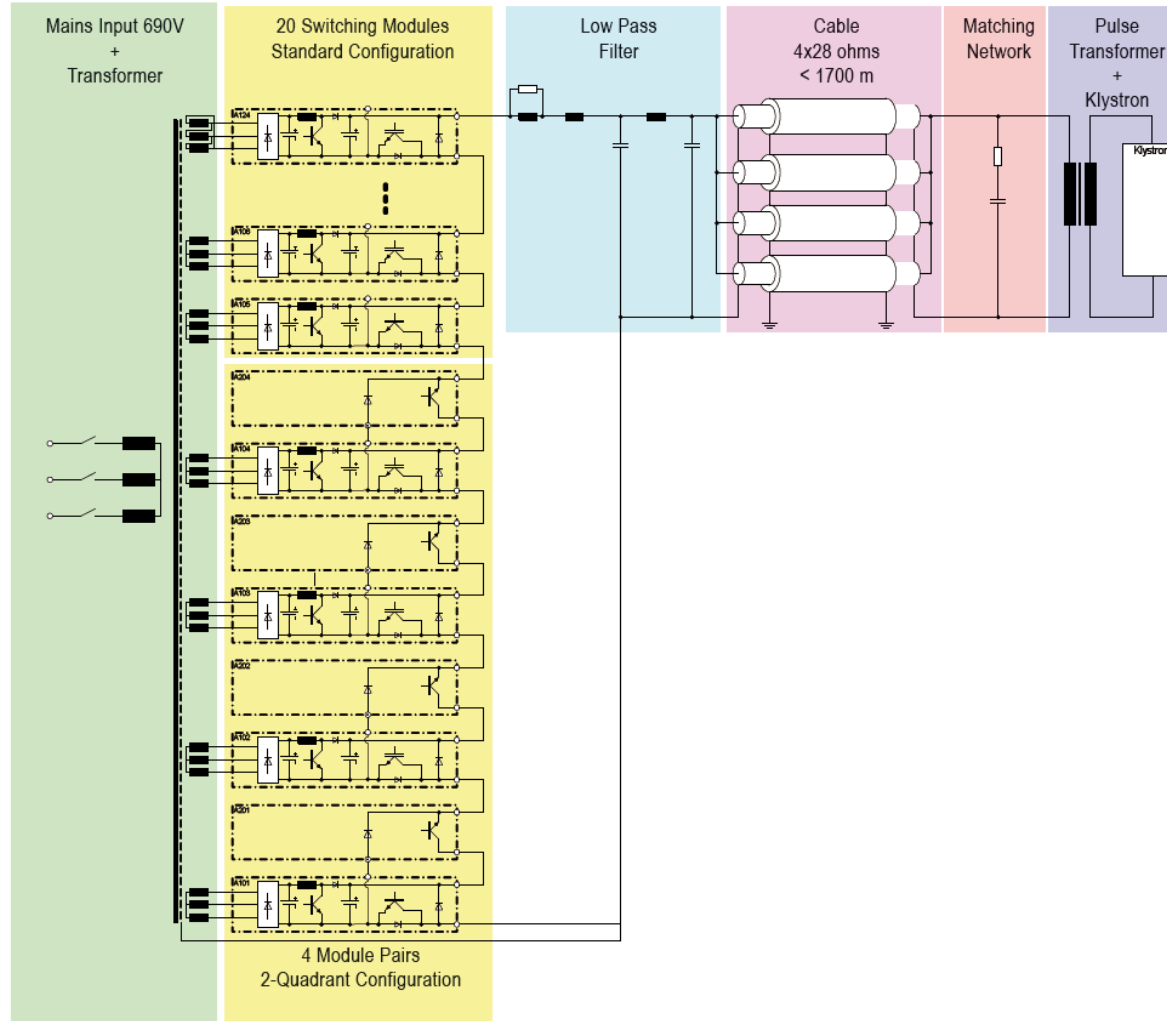 Mains Input 690V
+
Transformer
20 Switching Modules
Standard Configuration
Low Pass
Filter
Cable
4x28 ohms
< 1700 m
Matching
Network
Pulse
Transformer
+
Klystron
A124
Klystron
A106
A105
A204
A104
A203
A103
A202
A102
A201
A101
4 Module Pairs
2-Quadrant Configuration